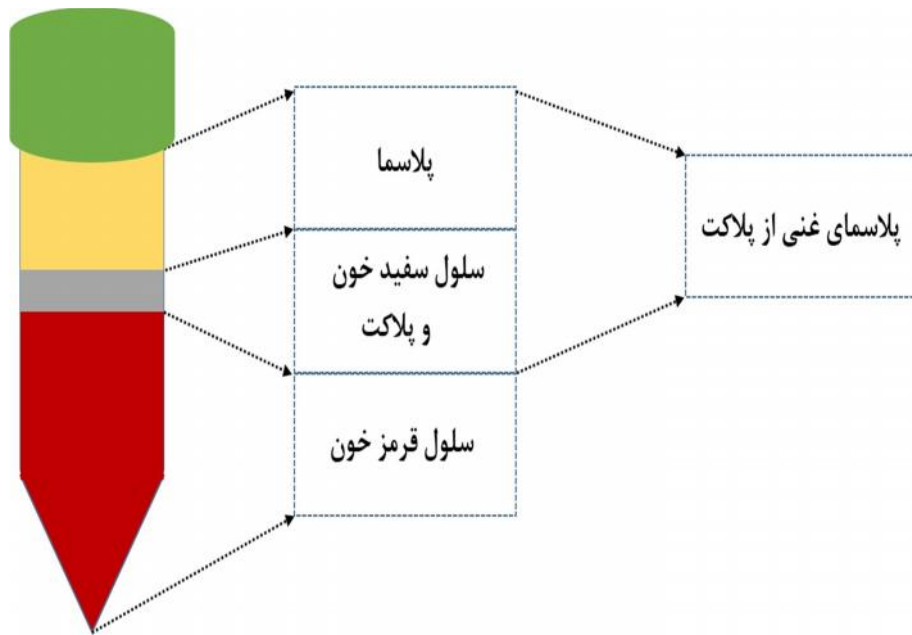 پلاسما
سلول سفید خون
و پلاکت
سلول قرمز خون
پلاسمای غنی از پلاکت